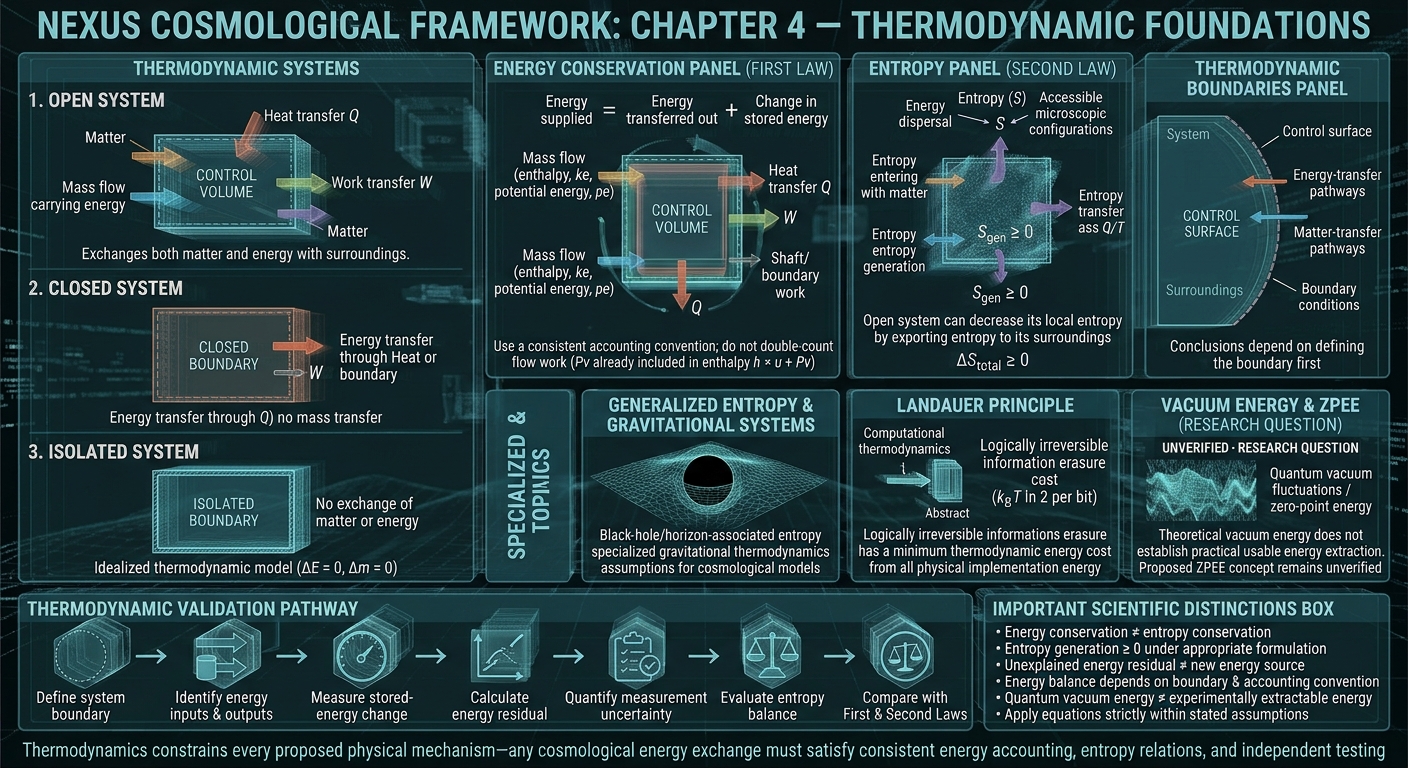 NEXUS COSMOLOGICAL FRAMEWORK: CHAPTER 4 — THERMODYNAMIC FOUNDATIONS
THERMODYNAMIC SYSTEMS
1. OPEN SYSTEM
Heat transfer Q
Matter
Mass flow
carrying energy
CONTROL
VOLUME
Work transfer W
Matter
Exchanges both matter and energy with surroundings.
2. CLOSED SYSTEM
CLOSED
BOUNDARY
W
Energy transfer
through Heat or
boundary
Energy transfer through Q) no mass transfer
3. ISOLATED SYSTEM
ISOLATED
BOUNDARY
No exchange of
matter or energy
Idealized thermodynamic model (ΔE = 0, Δm = 0)
ENERGY CONSERVATION PANEL (FIRST LAW)
Energy
supplied
=
Energy
transferred out
+
Change in
stored energy
Mass flow
(enthalpy, ke,
potential energy, pe)
Mass flow
(enthalpy, ke,
potential energy, pe)
CONTROL
VOLUME
Heat
transfer Q
W
Shaft/
boundary
work
Q
Use a consistent accounting convention; do not double-count
flow work (Pv already included in enthalpy h × u + Pv)
ENTROPY PANEL (SECOND LAW)
Energy
dispersal
Entropy (S)
S
Accessible
microscopic
configurations
Entropy
entering
with matter
Entropy
entropy
generation
Sgen ≥ 0
Entropy
transfer
ass Q/T
Sgen ≥ 0
Open system can decrease its local entropy
by exporting entropy to its surroundings
ΔStotal ≥ 0
THERMODYNAMIC
BOUNDARIES PANEL
System
Control surface
Energy-transfer
pathways
CONTROL
SURFACE
Matter-transfer
pathways
Surroundings
Boundary
conditions
Conclusions depend on defining
the boundary first
SPECIALIZED &
TOPINCS
GENERALIZED ENTROPY &
GRAVITATIONAL SYSTEMS
Black-hole/horizon-associated entropy
specialized gravitational thermodynamics
assumptions for cosmological models
LANDAUER PRINCIPLE
Computational
thermodynamics
Abstract
Logically irreversible
information erasure
cost
(kBT ln 2 per bit)
Logically irreversible informations erasure
has a minimum thermodynamic energy cost
from all physical implementation energy
VACUUM ENERGY & ZPEE
(RESEARCH QUESTION)
UNVERIFIED · RESEARCH QUESTION
Quantum vacuum
fluctuations /
zero-point energy
Theoretical vacuum energy does not
establish practical usable energy extraction.
Proposed ZPEE concept remains unverified
THERMODYNAMIC VALIDATION PATHWAY
Define system
boundary
Identify energy
inputs & outputs
Measure stored-
energy change
Calculate
energy residual
Quantify measurement
uncertainty
Evaluate entropy
balance
Compare with
First & Second Laws
IMPORTANT SCIENTIFIC DISTINCTIONS BOX
• Energy conservation ≠ entropy conservation
• Entropy generation ≥ 0 under appropriate formulation
• Unexplained energy residual ≠ new energy source
• Energy balance depends on boundary & accounting convention
• Quantum vacuum energy ≠ experimentally extractable energy
• Apply equations strictly within stated assumptions
Thermodynamics constrains every proposed physical mechanism—any cosmological energy exchange must satisfy consistent energy accounting, entropy relations, and independent testing